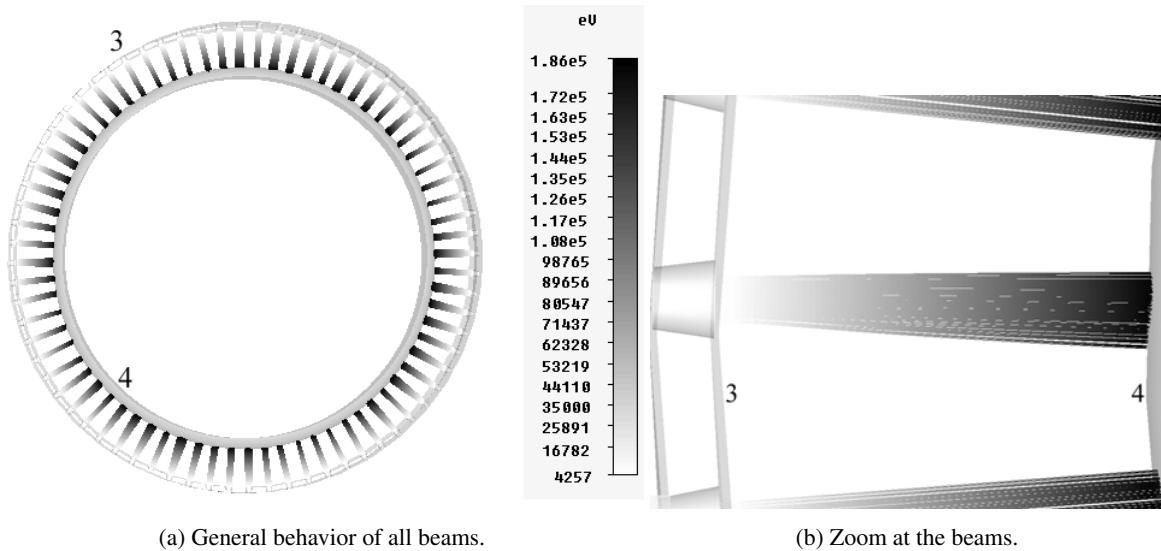 3
4
eV
1.86e5
1.72e5
1.63e5
1.53e5
1.44e5
1.35e5
1.26e5
1.17e5
1.08e5
98765
89656
80547
71437
62328
53219
44110
35000
25891
16782
4257
3
4
(a) General behavior of all beams.
(b) Zoom at the beams.